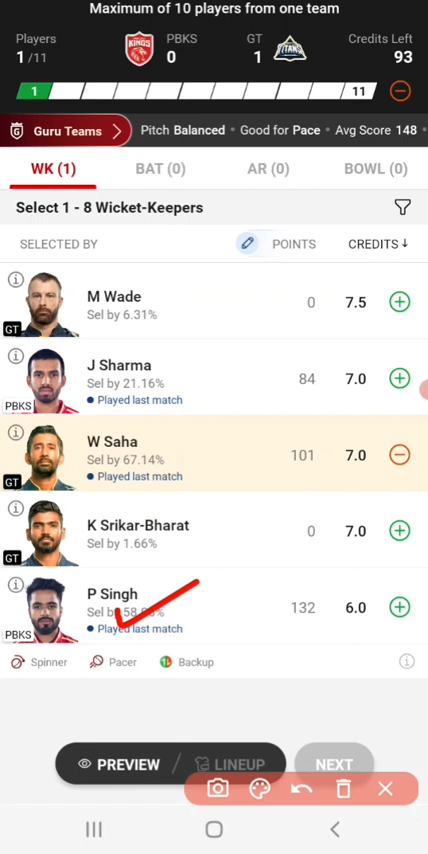 Maximum of 10 players from one team
Players PBKS GT Credits Left
1/11 KINGS 0 1 TITANS 93
1 11
Guru Teams Pitch Balanced • Good for Pace • Avg Score 148 •
WK (1) BAT (0) AR (0) BOWL (0)
Select 1 - 8 Wicket-Keepers
SELECTED BY POINTS CREDITS↓
M Wade
Sel by 6.31% 0 7.5
GT
J Sharma
Sel by 21.16% 84 7.0
Played last match
PBKS
W Saha
Sel by 67.14% 101 7.0
Played last match
GT
K Srikar-Bharat
Sel by 1.66% 0 7.0
GT
P Singh
Sel by 58. % 132 6.0
Played last match
PBKS
Spinner Pacer Backup
PREVIEW / LINEUP NEXT